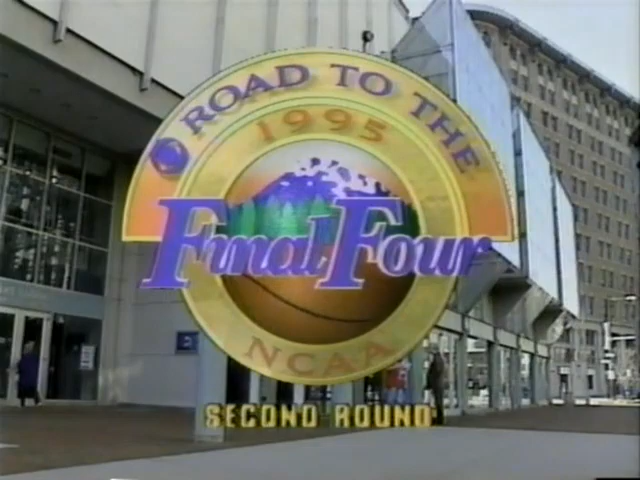 ROAD TO THE
1995
Final Four
NCAA
SECOND ROUND